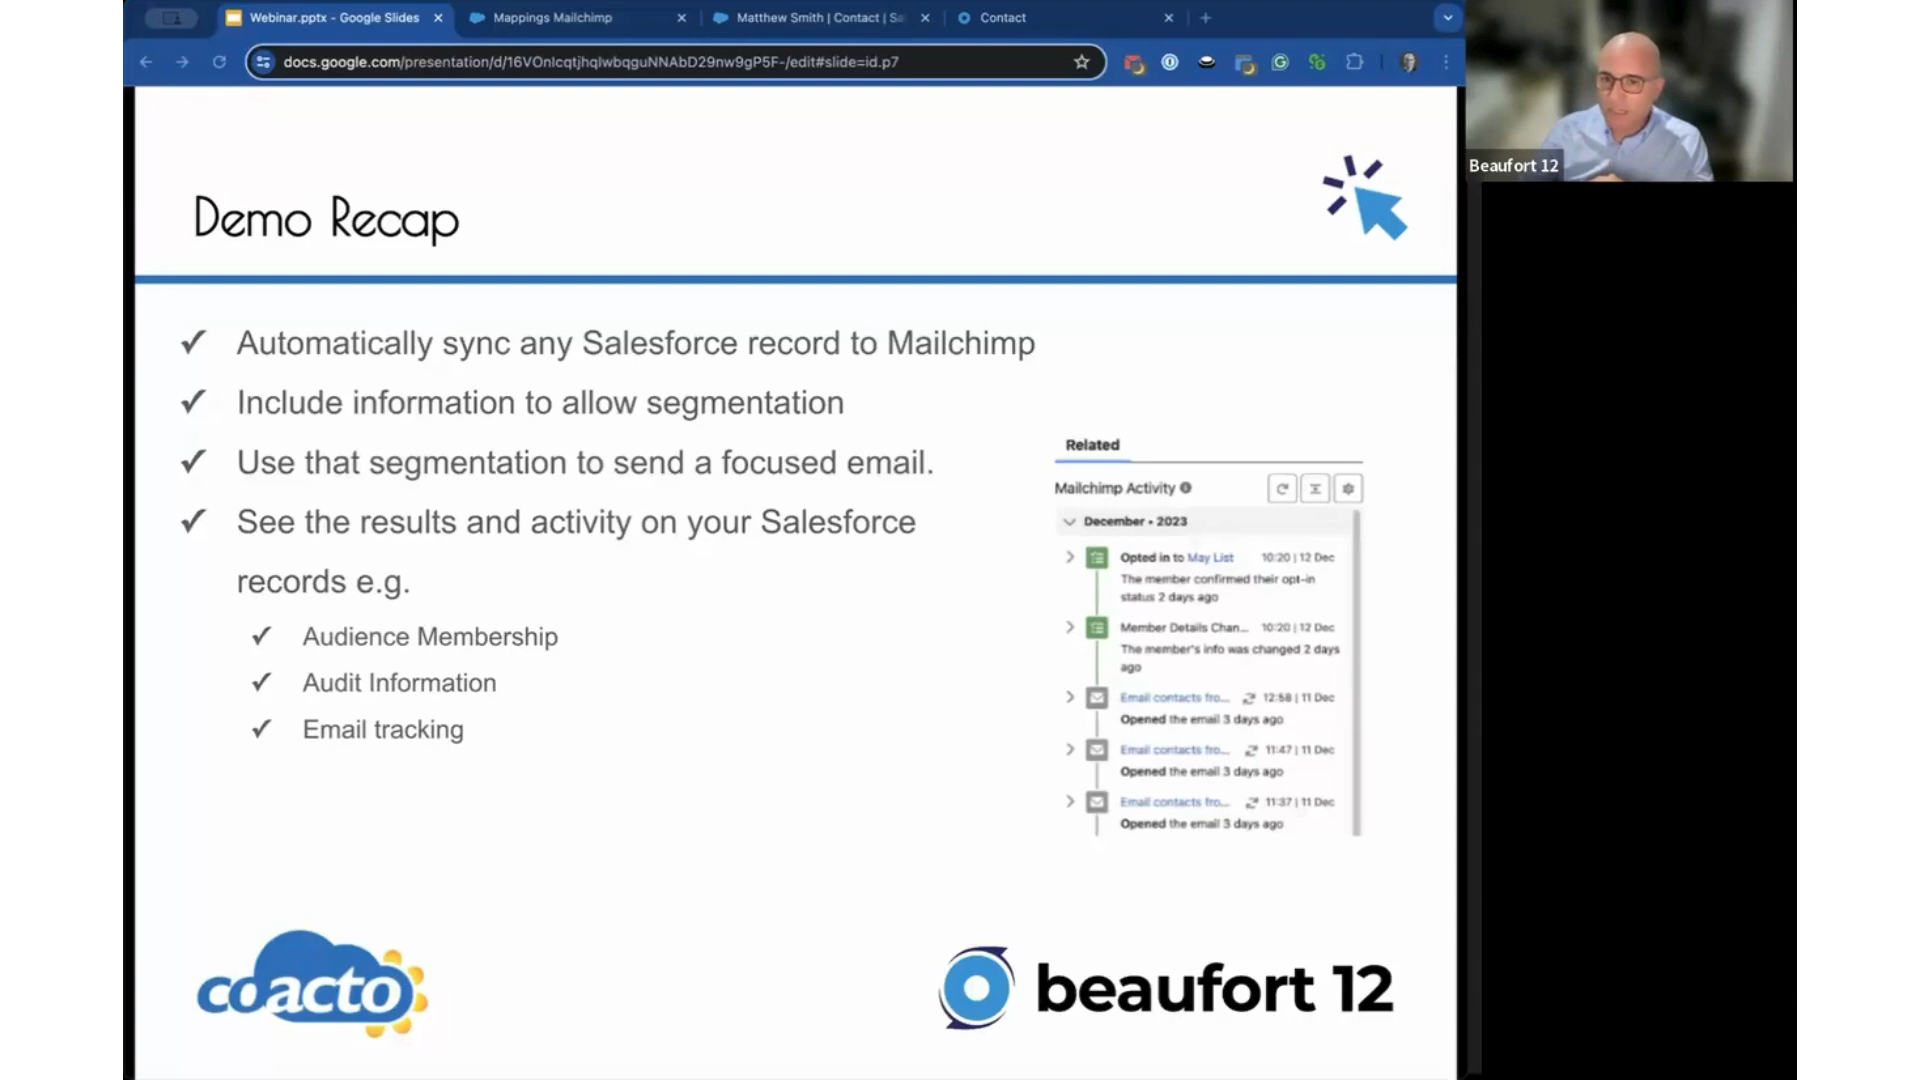 Webinar.pptx - Google Slides
Mappings Mailchimp
Matthew Smith | Contact | Sa
Contact
docs.google.com/presentation/d/16VOnIcqtjhqIwbqguNNAbD29nw9gP5F-/edit#slide=id.p7
Beaufort 12
Demo Recap
✓ Automatically sync any Salesforce record to Mailchimp
✓ Include information to allow segmentation
✓ Use that segmentation to send a focused email.
✓ See the results and activity on your Salesforce
records e.g.
✓ Audience Membership
✓ Audit Information
✓ Email tracking
Related
Mailchimp Activity
December • 2023
Opted in to May List 10:20 | 12 Dec
The member confirmed their opt-in
status 2 days ago
Member Details Chan... 10:20 | 12 Dec
The member's info was changed 2 days
ago
Email contacts fro... 12:58 | 11 Dec
Opened the email 3 days ago
Email contacts fro... 11:47 | 11 Dec
Opened the email 3 days ago
Email contacts fro... 11:37 | 11 Dec
Opened the email 3 days ago
coacto
beaufort 12